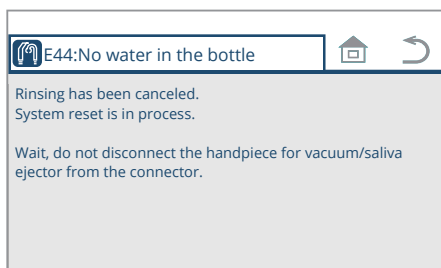 E44:No water in the bottle
Rinsing has been canceled.
System reset is in process.
Wait, do not disconnect the handpiece for vacuum/saliva
ejector from the connector.